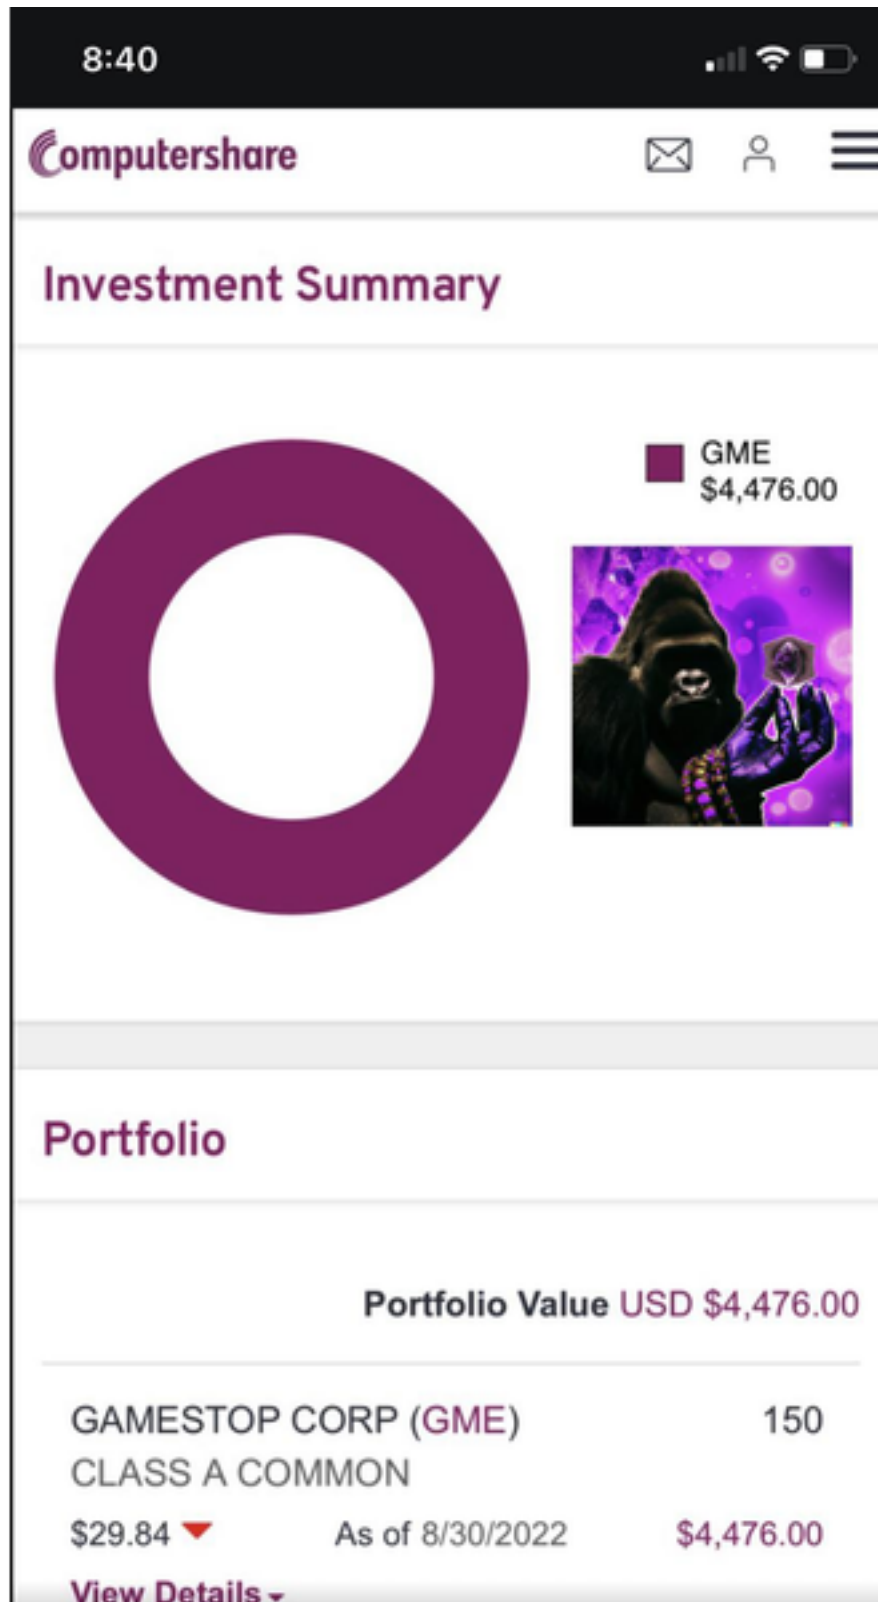 8:40
Computershare
Investment Summary
GME
$4,476.00
Portfolio
Portfolio Value USD $4,476.00
GAMESTOP CORP (GME) 150
CLASS A COMMON
$29.84 As of 8/30/2022 $4,476.00
View Details